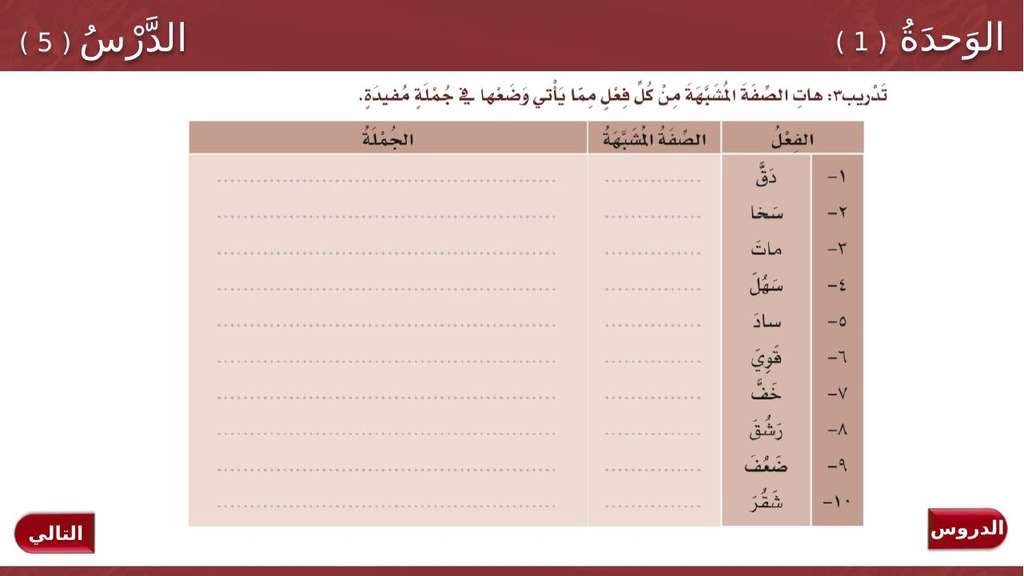 الوَحدَةُ ( 1 )
الدَّرْسُ ( 5 )
تَدْريب٣: هاتِ الصِّفَةَ المُشَبَّهَةَ مِنْ كُلِّ فِعْلٍ مِمّا يَأْتي وَضَعْها في جُمْلَةٍ مُفيدَةٍ.
الفِعْلُ الصِّفَةُ المُشَبَّهَةُ الجُمْلَةُ
١- دَقَّ
٢- سَخا
٣- ماتَ
٤- سَهُلَ
٥- سادَ
٦- قَوِيَ
٧- خَفَّ
٨- رَشُقَ
٩- ضَعُفَ
١٠- شَقُرَ
الدروس
التالي